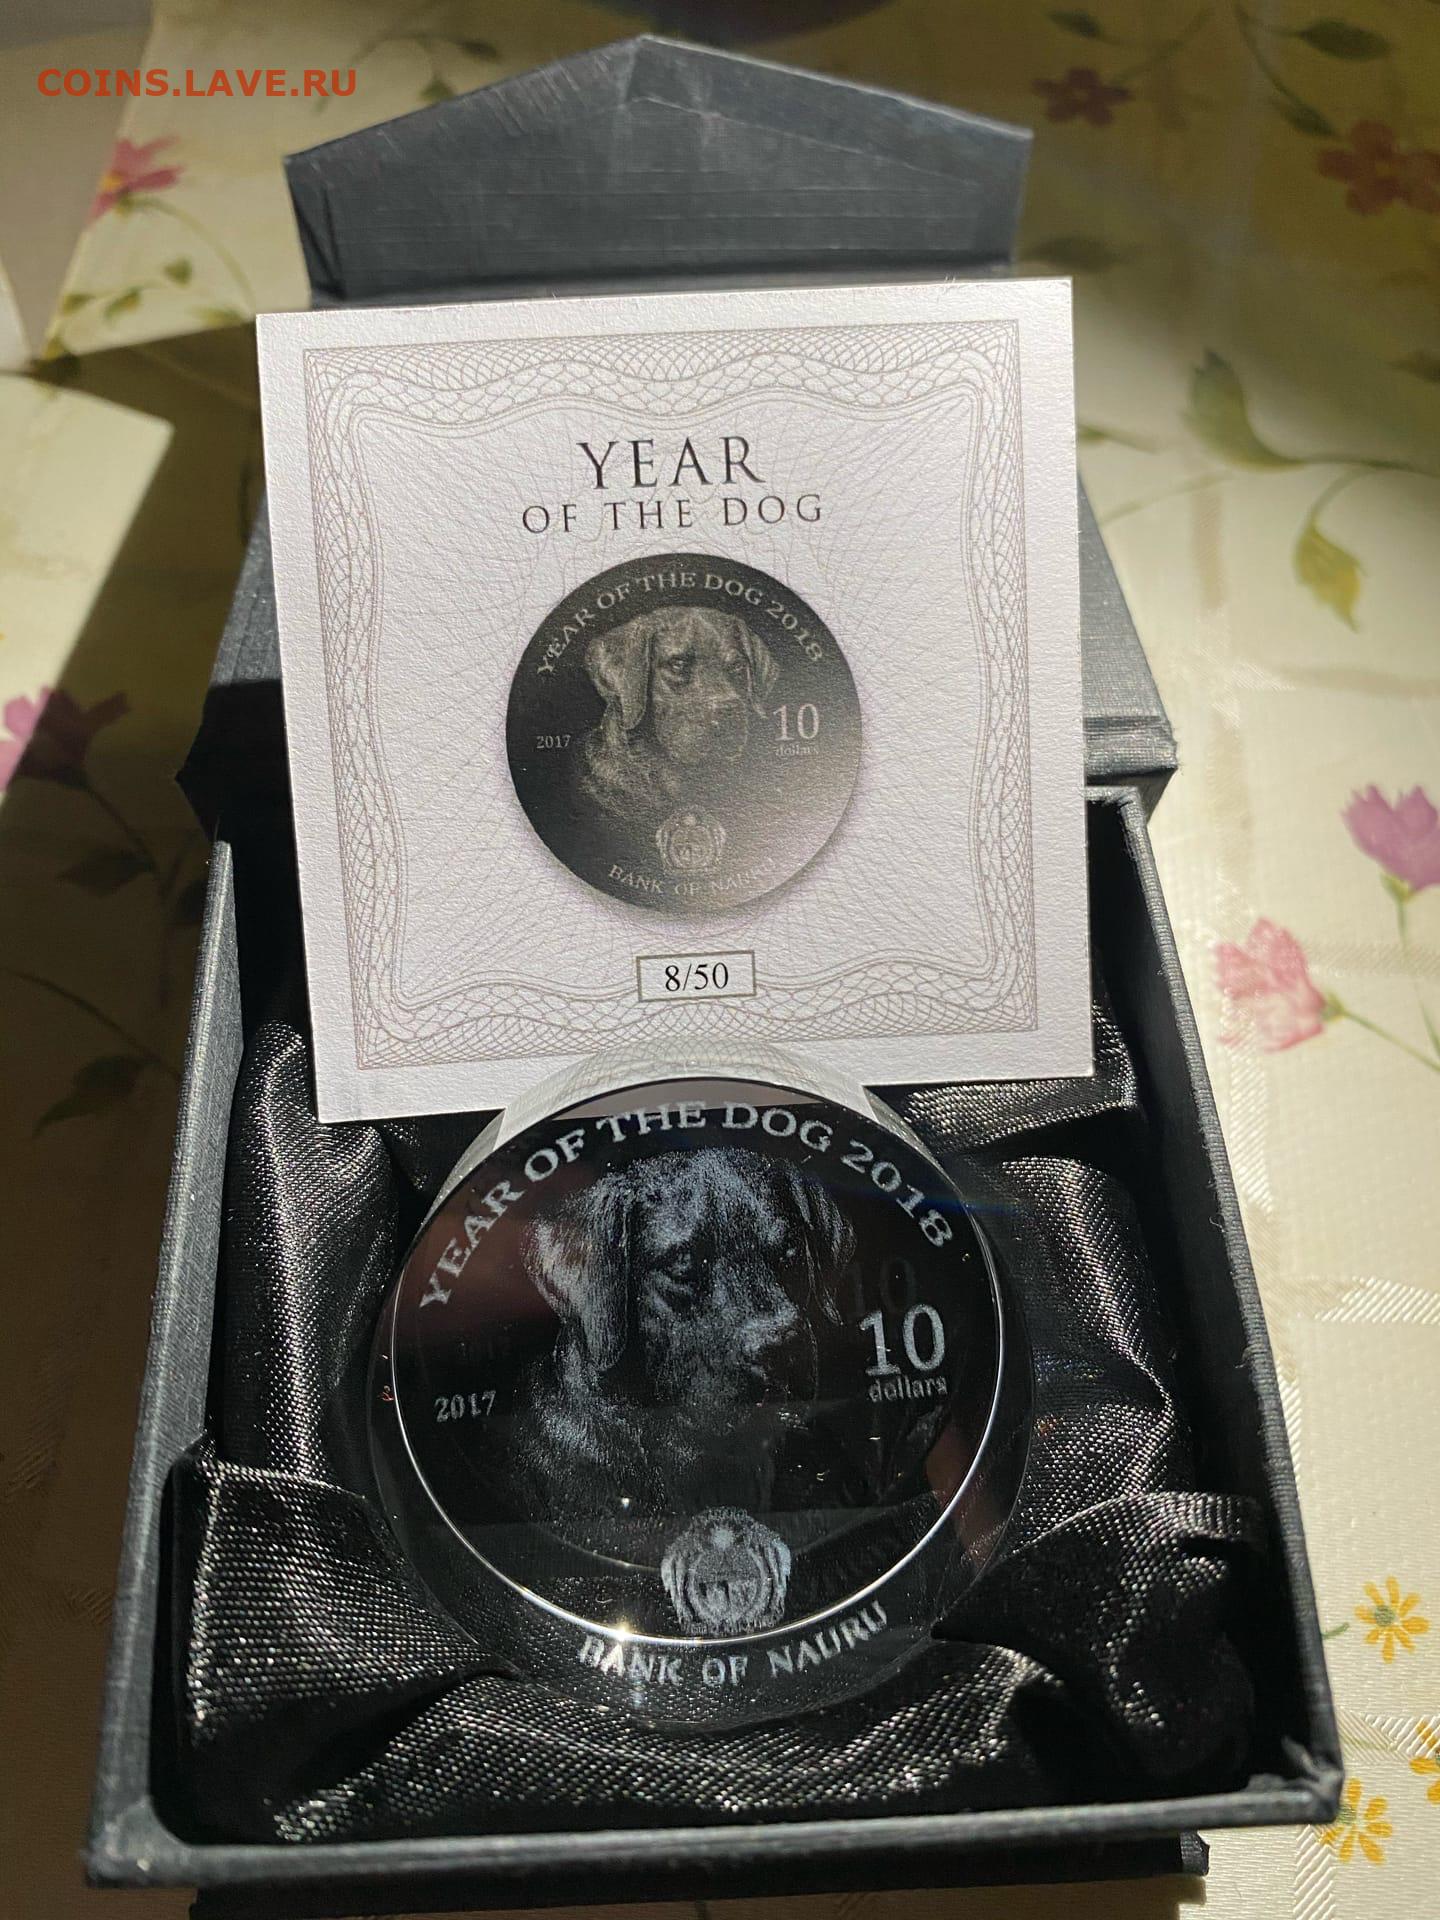 COINS.LAVE.RU
YEAR
OF THE DOG
YEAR OF THE DOG 2018
2017
10
dollars
BANK OF NAURU
8/50
YEAR OF THE DOG 2018
2017
10
dollars
BANK OF NAURU